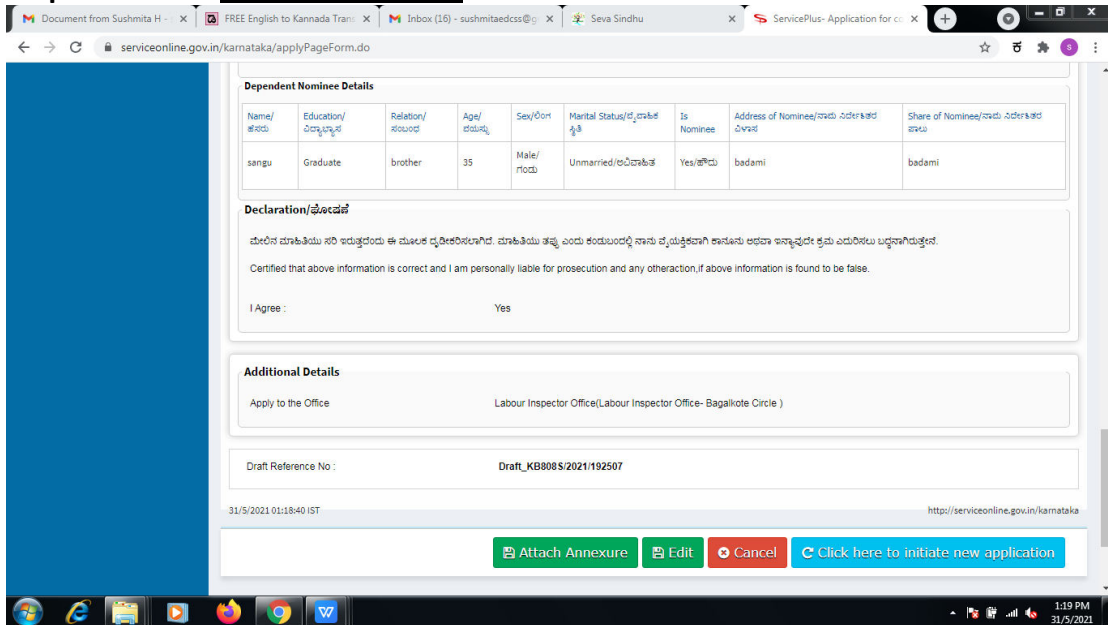 Document from Sushmita H -
FREE English to Kannada Trans
Inbox (16) - sushmitaedcss@g
Seva Sindhu
ServicePlus- Application for co
serviceonline.gov.in/karnataka/applyPageForm.do
ಕ
s
Dependent Nominee Details
Name/ Education/ Relation/ Age/ Sex/ಲಿಂಗ Marital Status/ವೈವಾಹಿಕ Is Address of Nominee/ನಾಮ ನಿರ್ದೇಶಿತರ Share of Nominee/ನಾಮ ನಿರ್ದೇಶಿತರ
ಹೆಸರು ವಿದ್ಯಾಭ್ಯಾಸ ಸಂಬಂಧ ವಯಸ್ಸು ಸ್ಥಿತಿ Nominee ವಿಳಾಸ ಪಾಲು
sangu Graduate brother 35 Male/ಗಂಡು Unmarried/ಅವಿವಾಹಿತ Yes/ಹೌದು badami badami
Declaration/ಘೋಷಣೆ
ಮೇಲಿನ ಮಾಹಿತಿಯು ಸರಿ ಇರುತ್ತದೆಂದು ಈ ಮೂಲಕ ದೃಢೀಕರಿಸಲಾಗಿದೆ. ಮಾಹಿತಿಯು ತಪ್ಪು ಎಂದು ಕಂಡುಬಂದಲ್ಲಿ ನಾನು ವೈಯಕ್ತಿಕವಾಗಿ ಕಾನೂನು ಅಥವಾ ಇನ್ಯಾವುದೇ ಕ್ರಮ ಎದುರಿಸಲು ಬದ್ಧನಾಗಿರುತ್ತೇನೆ.
Certified that above information is correct and I am personally liable for prosecution and any otheraction,if above information is found to be false.
I Agree : Yes
Additional Details
Apply to the Office Labour Inspector Office(Labour Inspector Office- Bagalkote Circle )
Draft Reference No : Draft_KB808S/2021/192507
31/5/2021 01:18:40 IST http://serviceonline.gov.in/karnataka
Attach Annexure Edit Cancel Click here to initiate new application
1:19 PM
31/5/2021